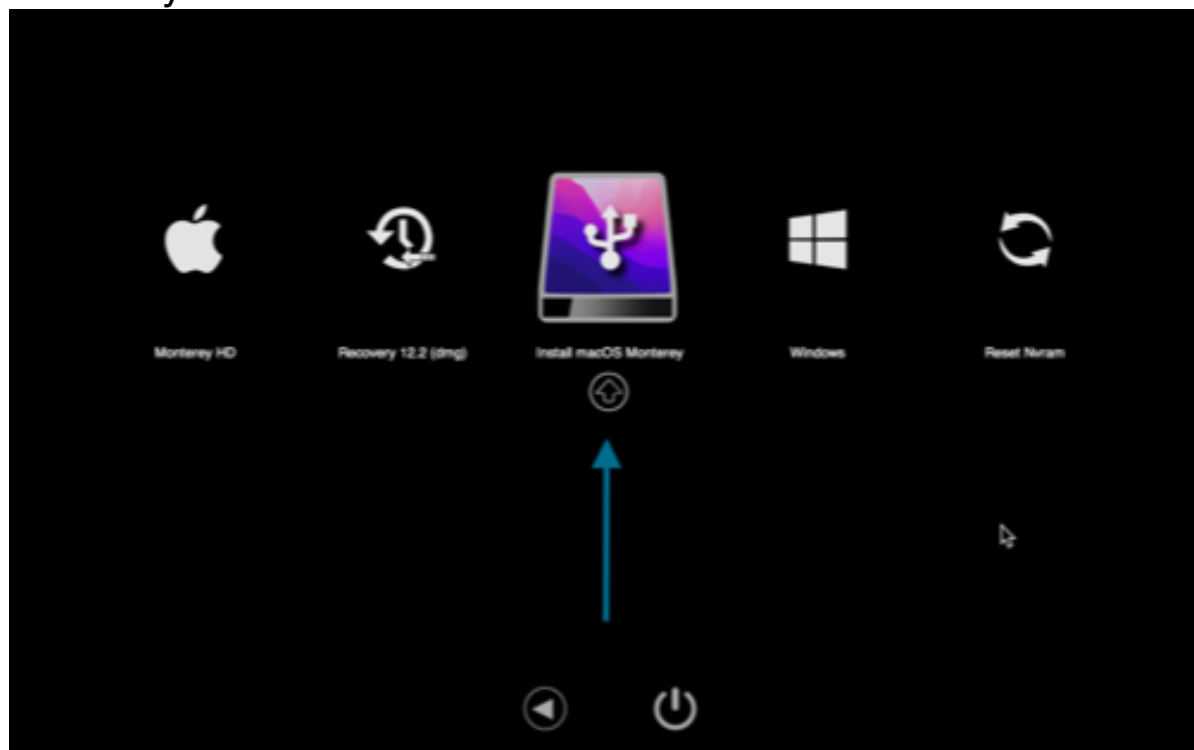 Monterey HD
Recovery 12.2 (dmg)
Install macOS Monterey
Windows
Reset Nvram